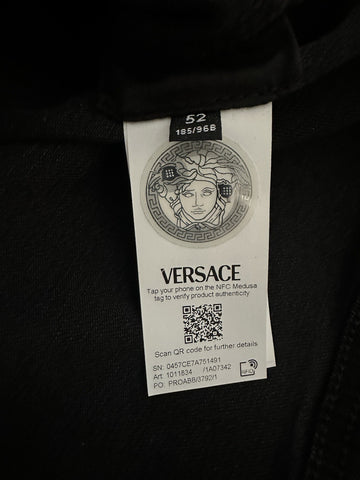 52
185/96B
VERSACE
Tap your phone on the NFC Medusa
tag to verify product authenticity
Scan QR code for further details
SN: 0457CE7A751491
Art: 1011834 /1A07342
PO: PROABB/3792/1